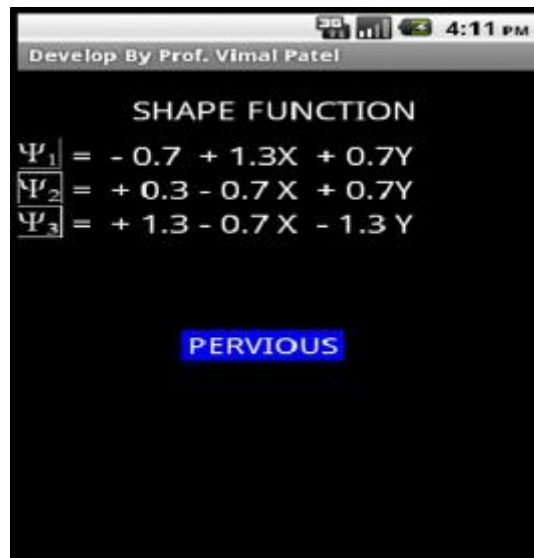 3G 4:11 PM
Develop By Prof. Vimal Patel
SHAPE FUNCTION
Ψ₁ = - 0.7 + 1.3X + 0.7Y
Ψ₂ = + 0.3 - 0.7 X + 0.7Y
Ψ₃ = + 1.3 - 0.7 X - 1.3 Y
PERVIOUS